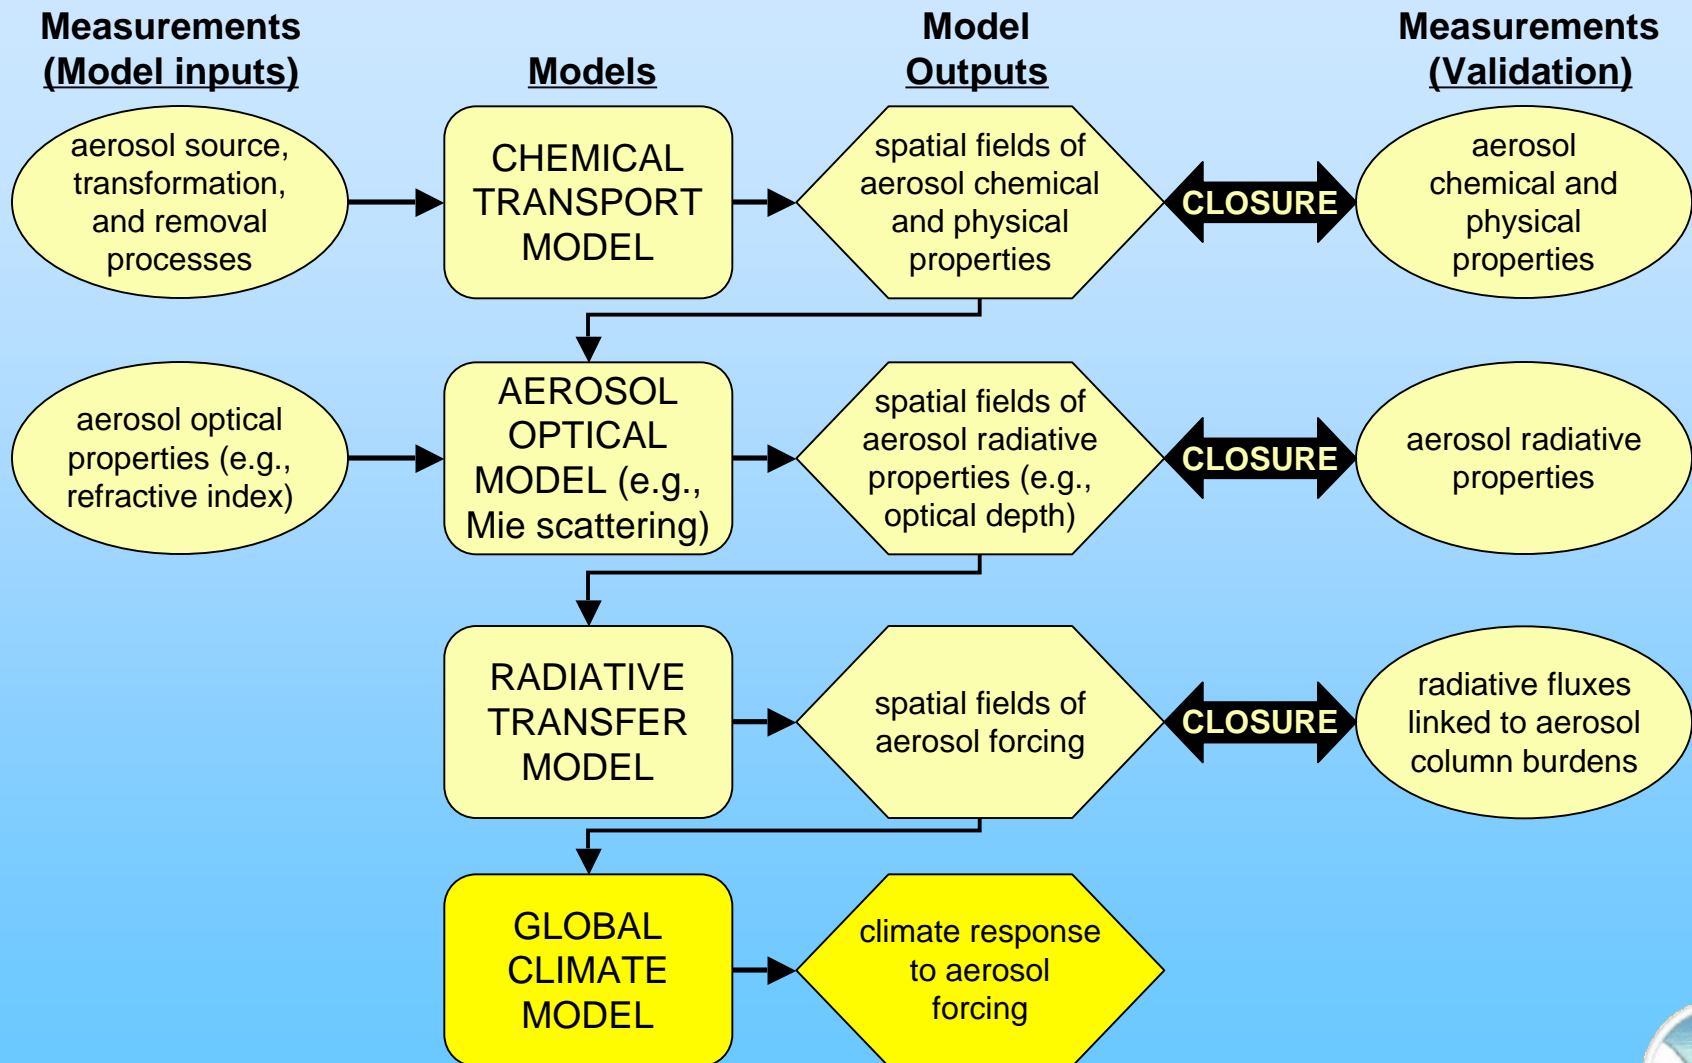 Measurements
(Model inputs)
Models
Model
Outputs
Measurements
(Validation)
aerosol source,
transformation,
and removal
processes
CHEMICAL
TRANSPORT
MODEL
spatial fields of
aerosol chemical
and physical
properties
CLOSURE
aerosol
chemical and
physical
properties
aerosol optical
properties (e.g.,
refractive index)
AEROSOL
OPTICAL
MODEL (e.g.,
Mie scattering)
spatial fields of
aerosol radiative
properties (e.g.,
optical depth)
CLOSURE
aerosol radiative
properties
RADIATIVE
TRANSFER
MODEL
spatial fields of
aerosol forcing
CLOSURE
radiative fluxes
linked to aerosol
column burdens
GLOBAL
CLIMATE
MODEL
climate response
to aerosol
forcing